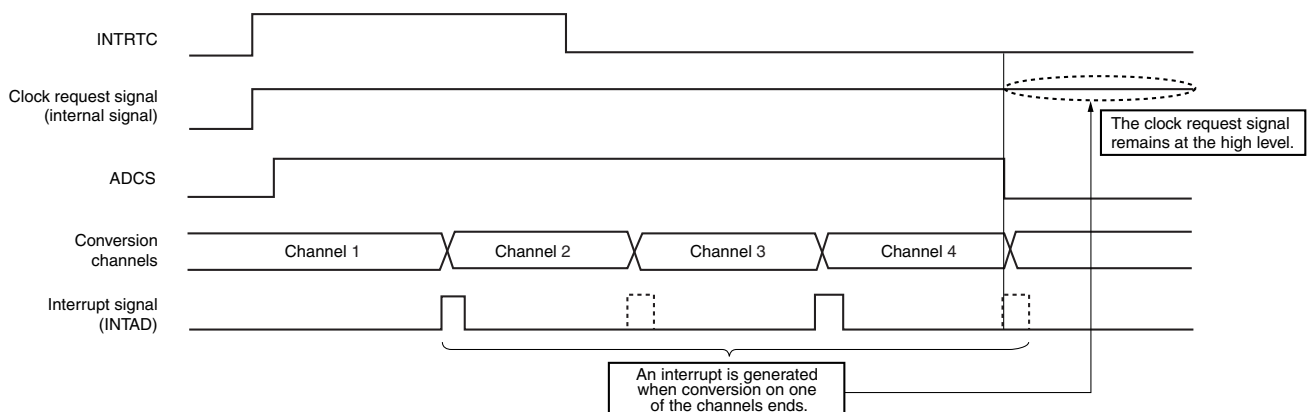 INTRTC
Clock request signal
(internal signal)
The clock request signal
remains at the high level.
ADCS
Conversion
channels
Channel 1
Channel 2
Channel 3
Channel 4
Interrupt signal
(INTAD)
An interrupt is generated
when conversion on one
of the channels ends.